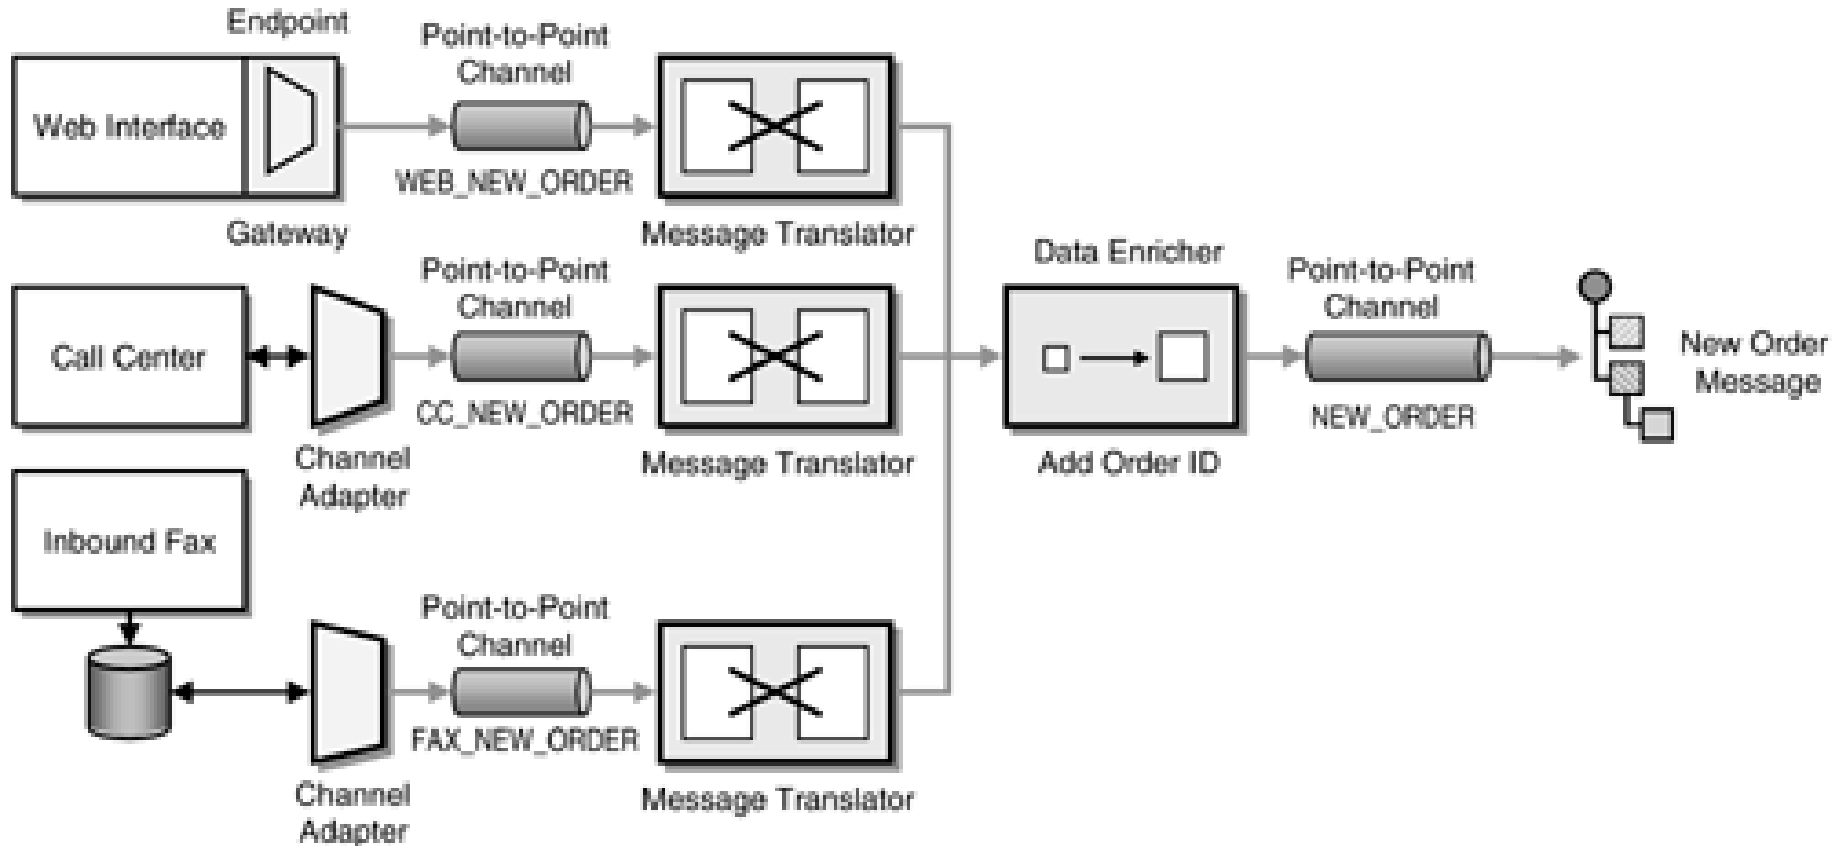 Endpoint
Point-to-Point
Channel
Web Interface
WEB_NEW_ORDER
Gateway
Message Translator
Point-to-Point
Channel
Call Center
CC_NEW_ORDER
Channel
Adapter
Message Translator
Data Enricher
Add Order ID
Point-to-Point
Channel
NEW_ORDER
New Order
Message
Inbound Fax
Point-to-Point
Channel
FAX_NEW_ORDER
Channel
Adapter
Message Translator